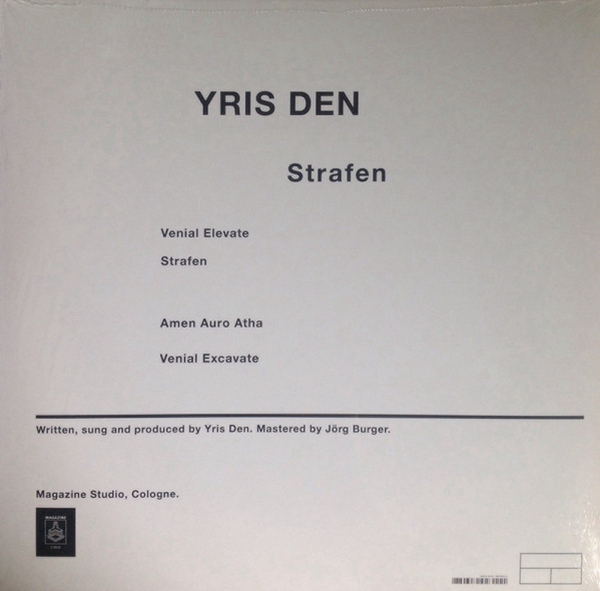 YRIS DEN
Strafen
Venial Elevate
Strafen
Amen Auro Atha
Venial Excavate
Written, sung and produced by Yris Den. Mastered by Jörg Burger.
Magazine Studio, Cologne.
MAGAZINE